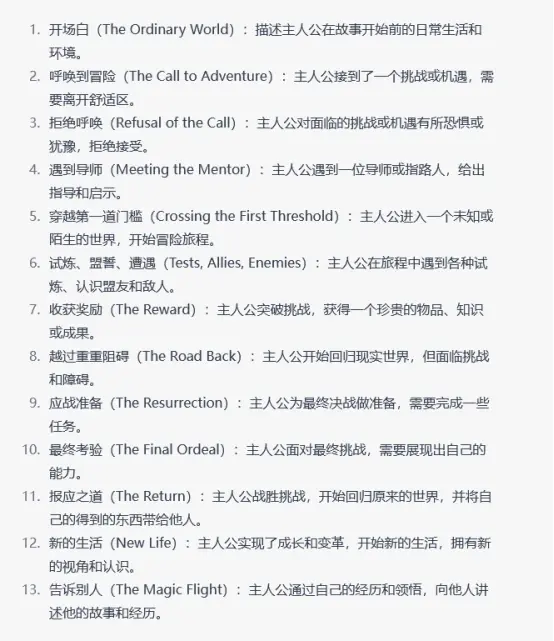 1. 开场白（The Ordinary World）：描述主人公在故事开始前的日常生活和
环境。
2. 呼唤到冒险（The Call to Adventure）：主人公接到了一个挑战或机遇，需
要离开舒适区。
3. 拒绝呼唤（Refusal of the Call）：主人公对面临的挑战或机遇有所恐惧或
犹豫，拒绝接受。
4. 遇到导师（Meeting the Mentor）：主人公遇到一位导师或指路人，给出
指导和启示。
5. 穿越第一道门槛（Crossing the First Threshold）：主人公进入一个未知或
陌生的世界，开始冒险旅程。
6. 试炼、盟誓、遭遇（Tests, Allies, Enemies）：主人公在旅程中遇到各种试
炼、认识盟友和敌人。
7. 收获奖励（The Reward）：主人公突破挑战，获得一个珍贵的物品、知识
或成果。
8. 越过重重阻碍（The Road Back）：主人公开始回归现实世界，但面临挑战
和障碍。
9. 应战准备（The Resurrection）：主人公为最终决战做准备，需要完成一些
任务。
10. 最终考验（The Final Ordeal）：主人公面对最终挑战，需要展现出自己的
能力。
11. 报应之道（The Return）：主人公战胜挑战，开始回归原来的世界，并将自
己的得到的东西带给他人。
12. 新的生活（New Life）：主人公实现了成长和变革，开始新的生活，拥有新
的视角和认识。
13. 告诉别人（The Magic Flight）：主人公通过自己的经历和领悟，向他人讲
述他的故事和经历。